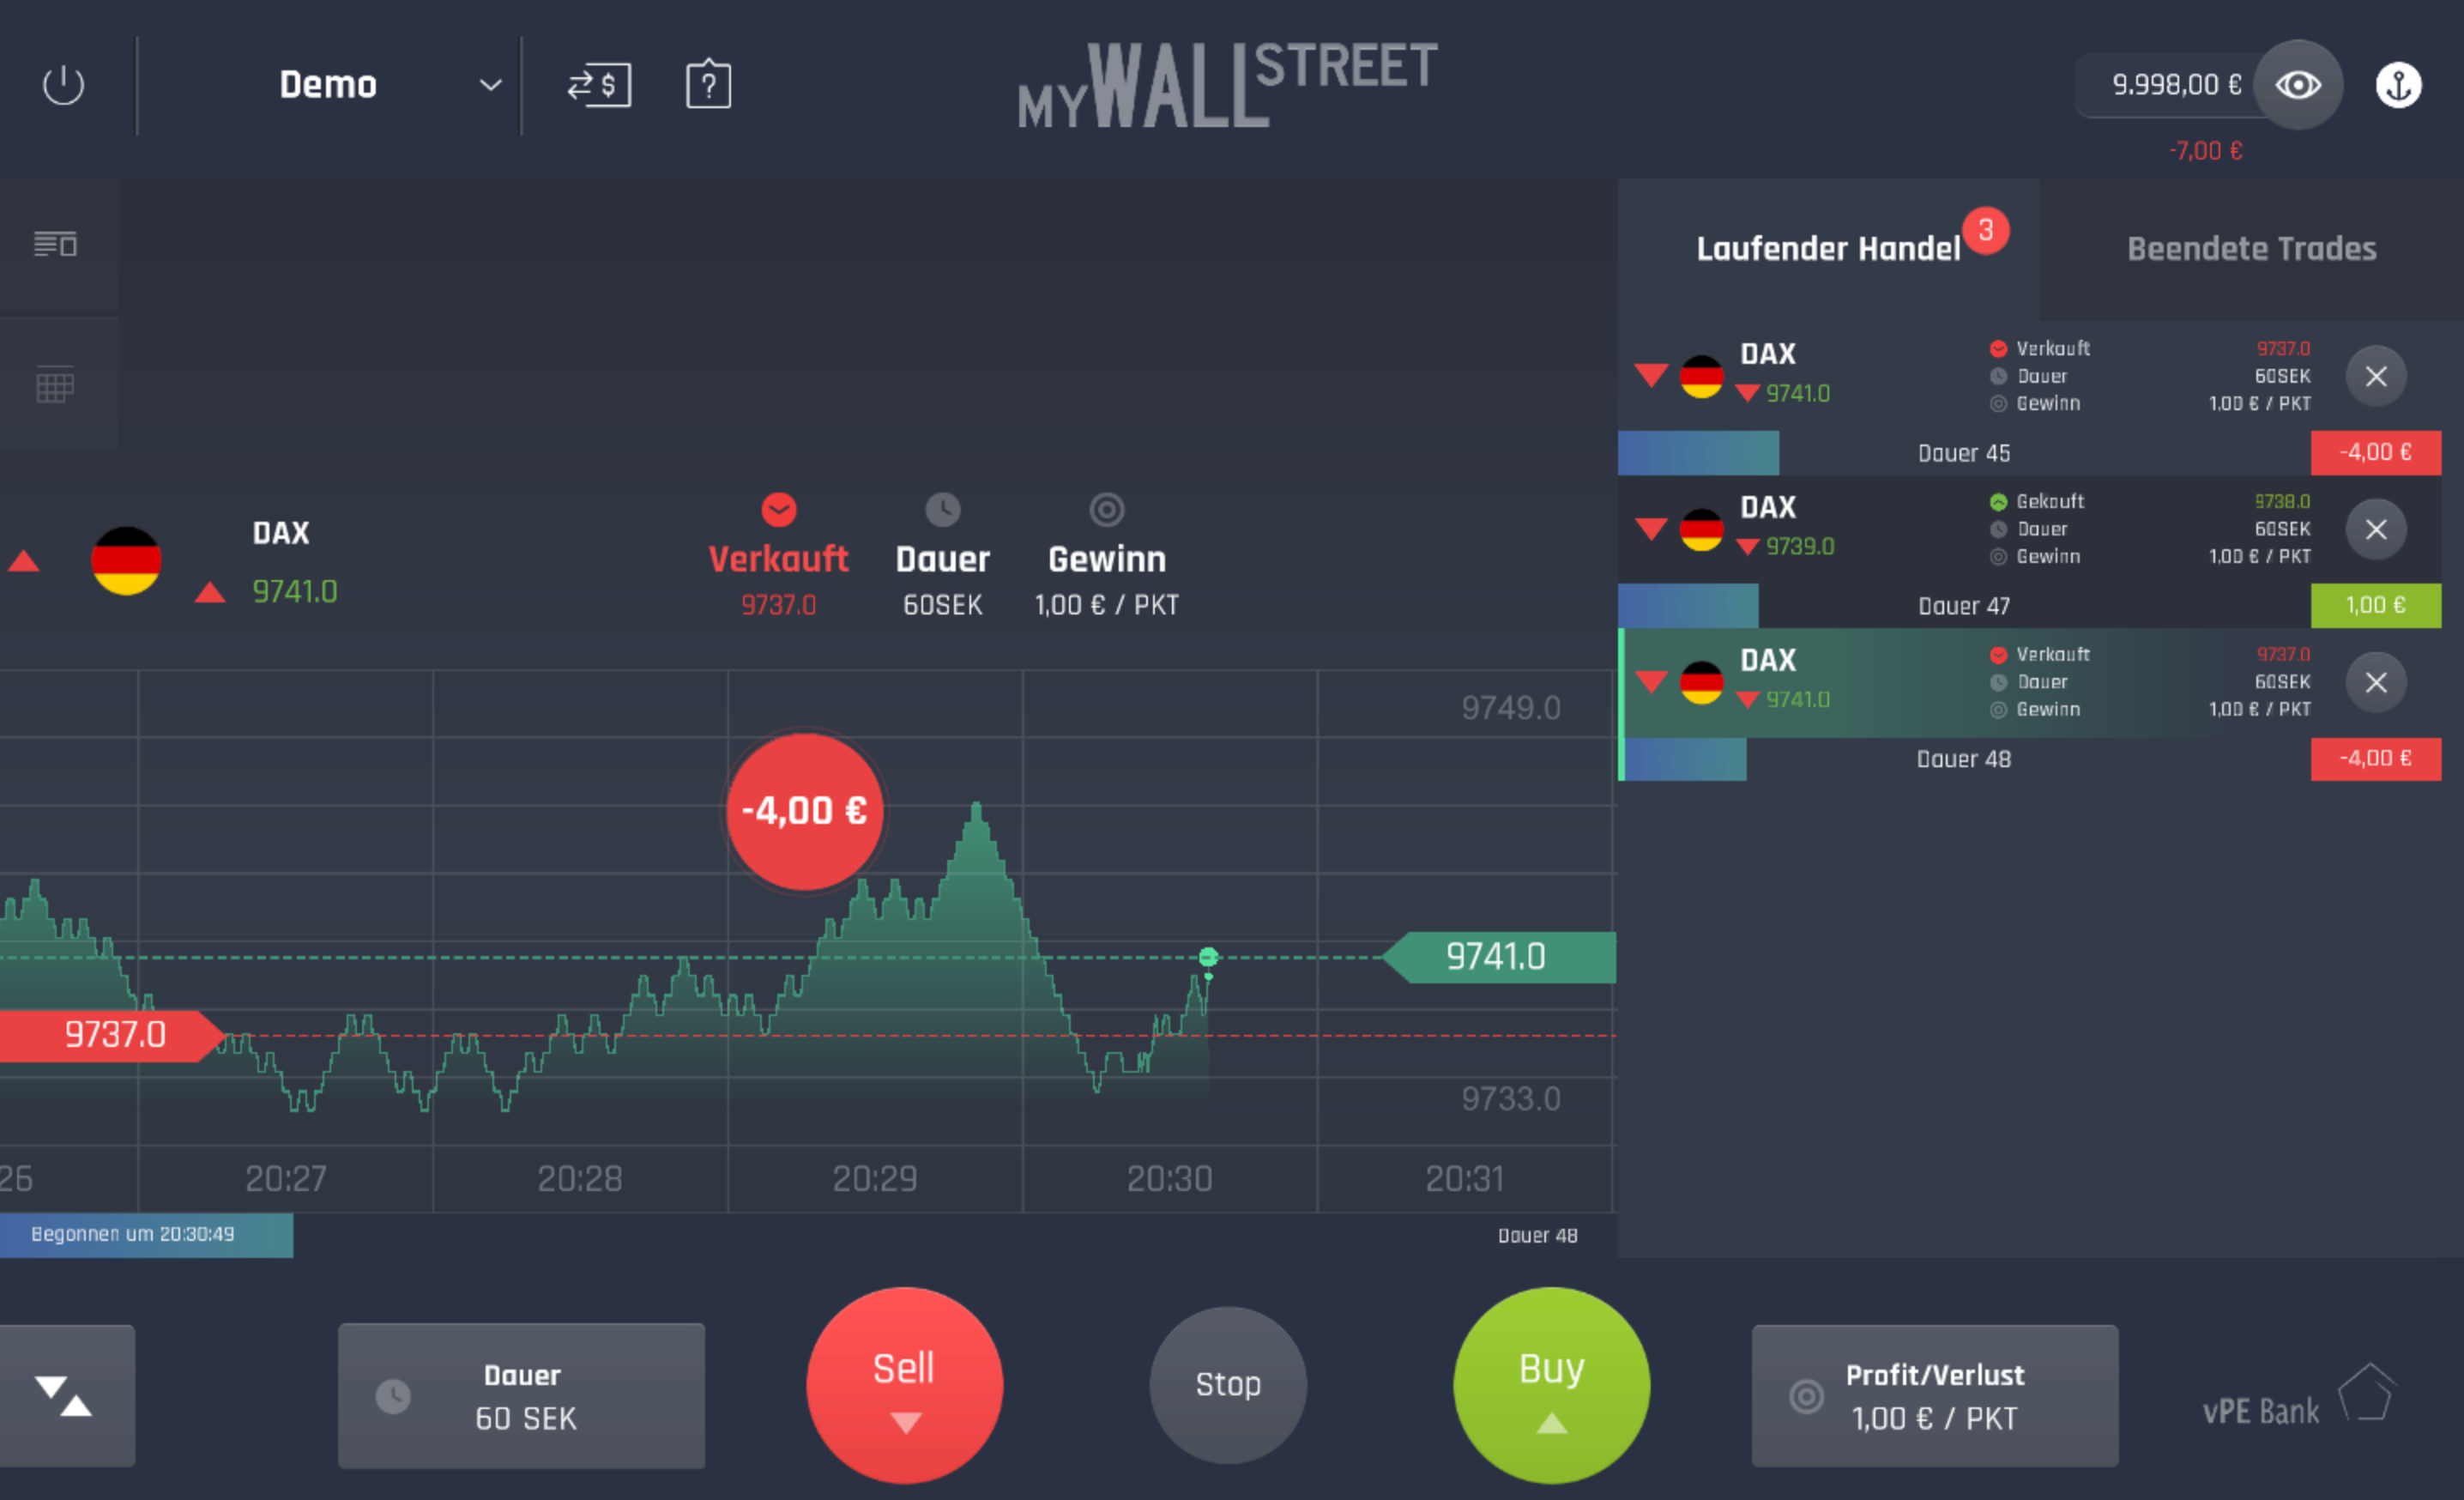 Demo
$
?
MYWALLSTREET
9.998,00 €
-7,00 €
Laufender Handel
3
Beendete Trades
DAX
9741.0
Verkauft 9737.0
Dauer 60SEK
Gewinn 1,00 € / PKT
Dauer 45
-4,00 €
DAX
9739.0
Gekauft 9738.0
Dauer 60SEK
Gewinn 1,00 € / PKT
Dauer 47
1,00 €
DAX
9741.0
Verkauft 9737.0
Dauer 60SEK
Gewinn 1,00 € / PKT
Dauer 48
-4,00 €
DAX
9741.0
Verkauft
9737.0
Dauer
60SEK
Gewinn
1,00 € / PKT
9749.0
-4,00 €
9741.0
9737.0
9733.0
26 20:27 20:28 20:29 20:30 20:31
Begonnen um 20:30:49
Dauer 48
Dauer
60 SEK
Sell
Stop
Buy
Profit/Verlust
1,00 € / PKT
vPE Bank